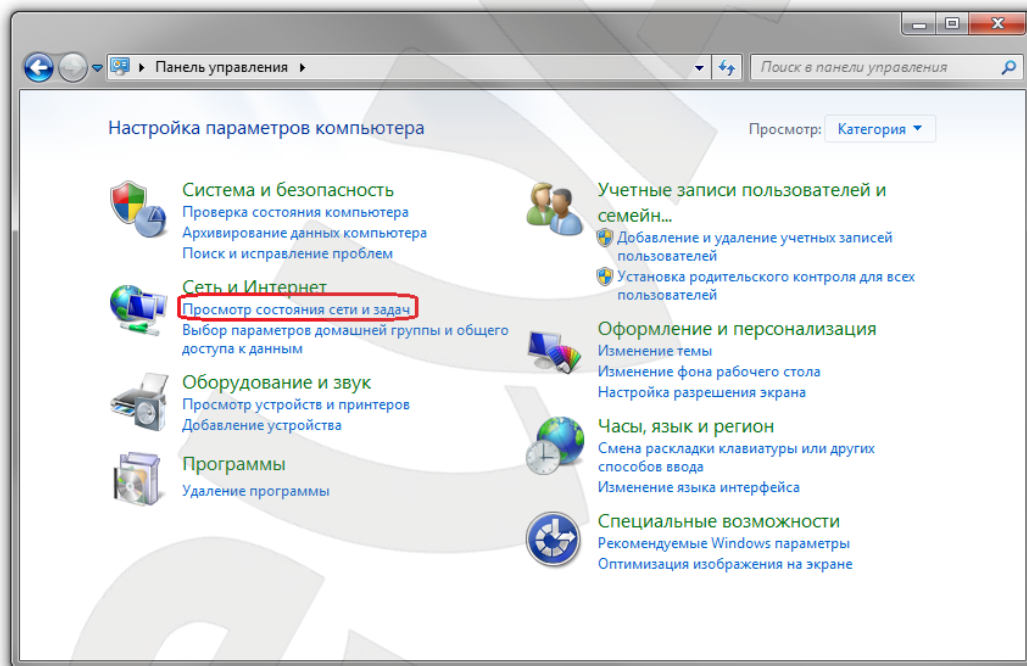 Панель управления
Поиск в панели управления
Настройка параметров компьютера
Просмотр: Категория
Система и безопасность
Проверка состояния компьютера
Архивирование данных компьютера
Поиск и исправление проблем
Сеть и Интернет
Просмотр состояния сети и задач
Выбор параметров домашней группы и общего
доступа к данным
Оборудование и звук
Просмотр устройств и принтеров
Добавление устройства
Программы
Удаление программы
Учетные записи пользователей и
семейн...
Добавление и удаление учетных записей
пользователей
Установка родительского контроля для всех
пользователей
Оформление и персонализация
Изменение темы
Изменение фона рабочего стола
Настройка разрешения экрана
Часы, язык и регион
Смена раскладки клавиатуры или других
способов ввода
Изменение языка интерфейса
Специальные возможности
Рекомендуемые Windows параметры
Оптимизация изображения на экране